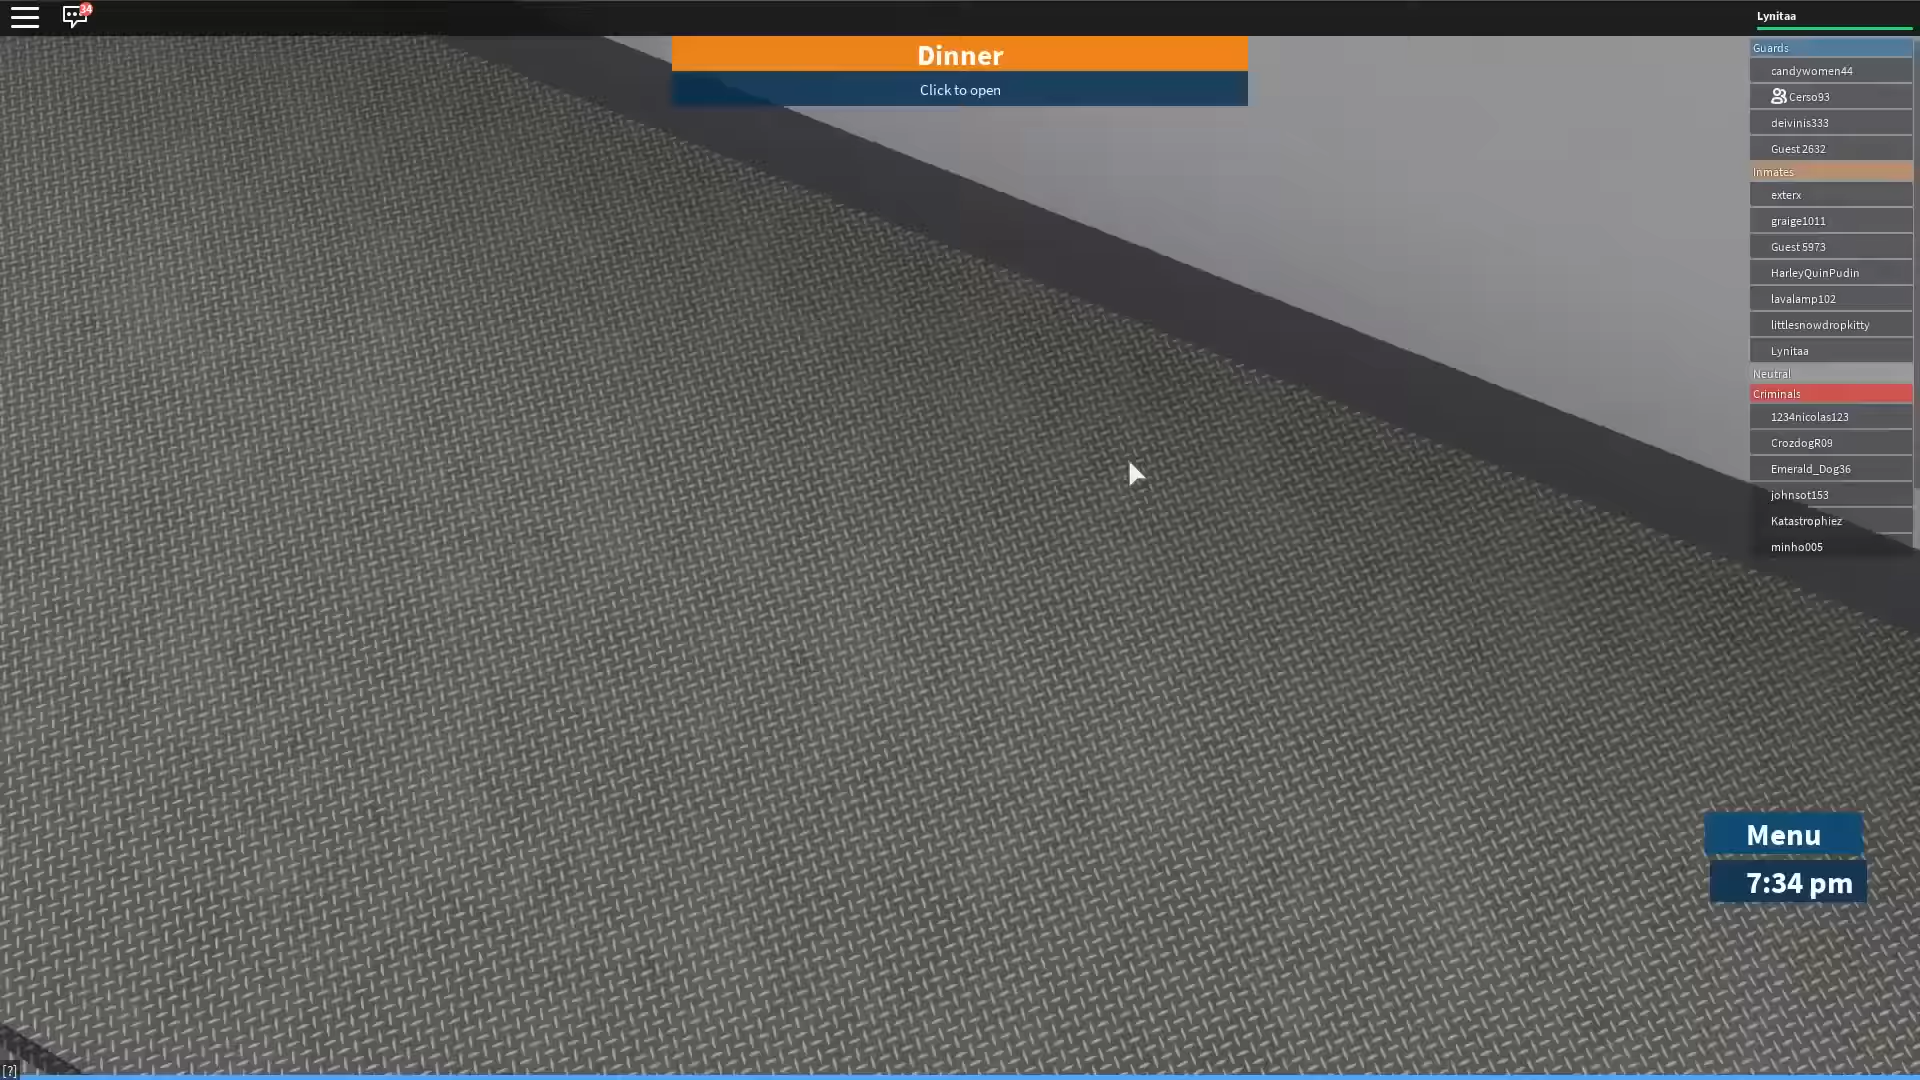 34
Lynitaa
Dinner
Click to open
Guards
candywomen44
Cerso93
deivinis333
Guest 2632
Inmates
exterx
graige1011
Guest 5973
HarleyQuinPudin
lavalamp102
littlesnowdropkitty
Lynitaa
Neutral
Criminals
1234nicolas123
CrozdogR09
Emerald_Dog36
johnsot153
Katastrophiez
minho005
Menu
7:34 pm
[?]